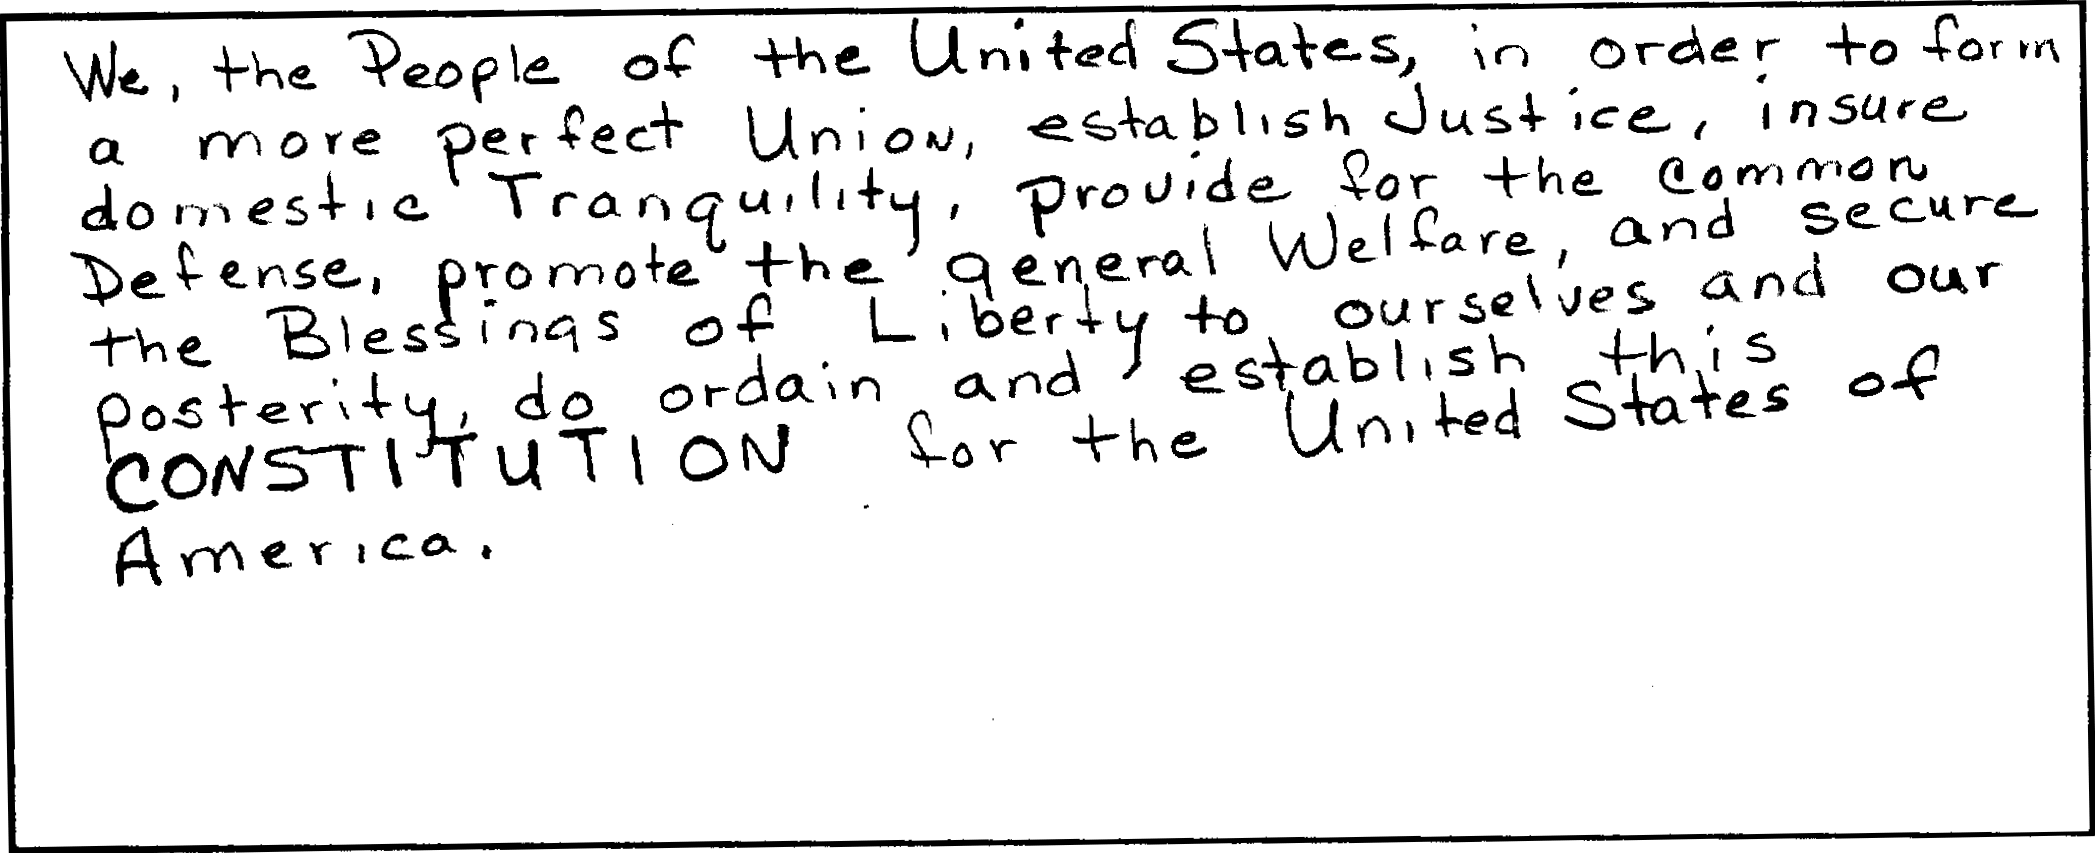 We, the People of the United States, in order to form
a more perfect Union, establish Justice, insure
domestic Tranquility, provide for the common
Defense, promote the general Welfare, and secure
the Blessings of Liberty to ourselves and our
posterity, do ordain and establish this
CONSTITUTION for the United States of
America.